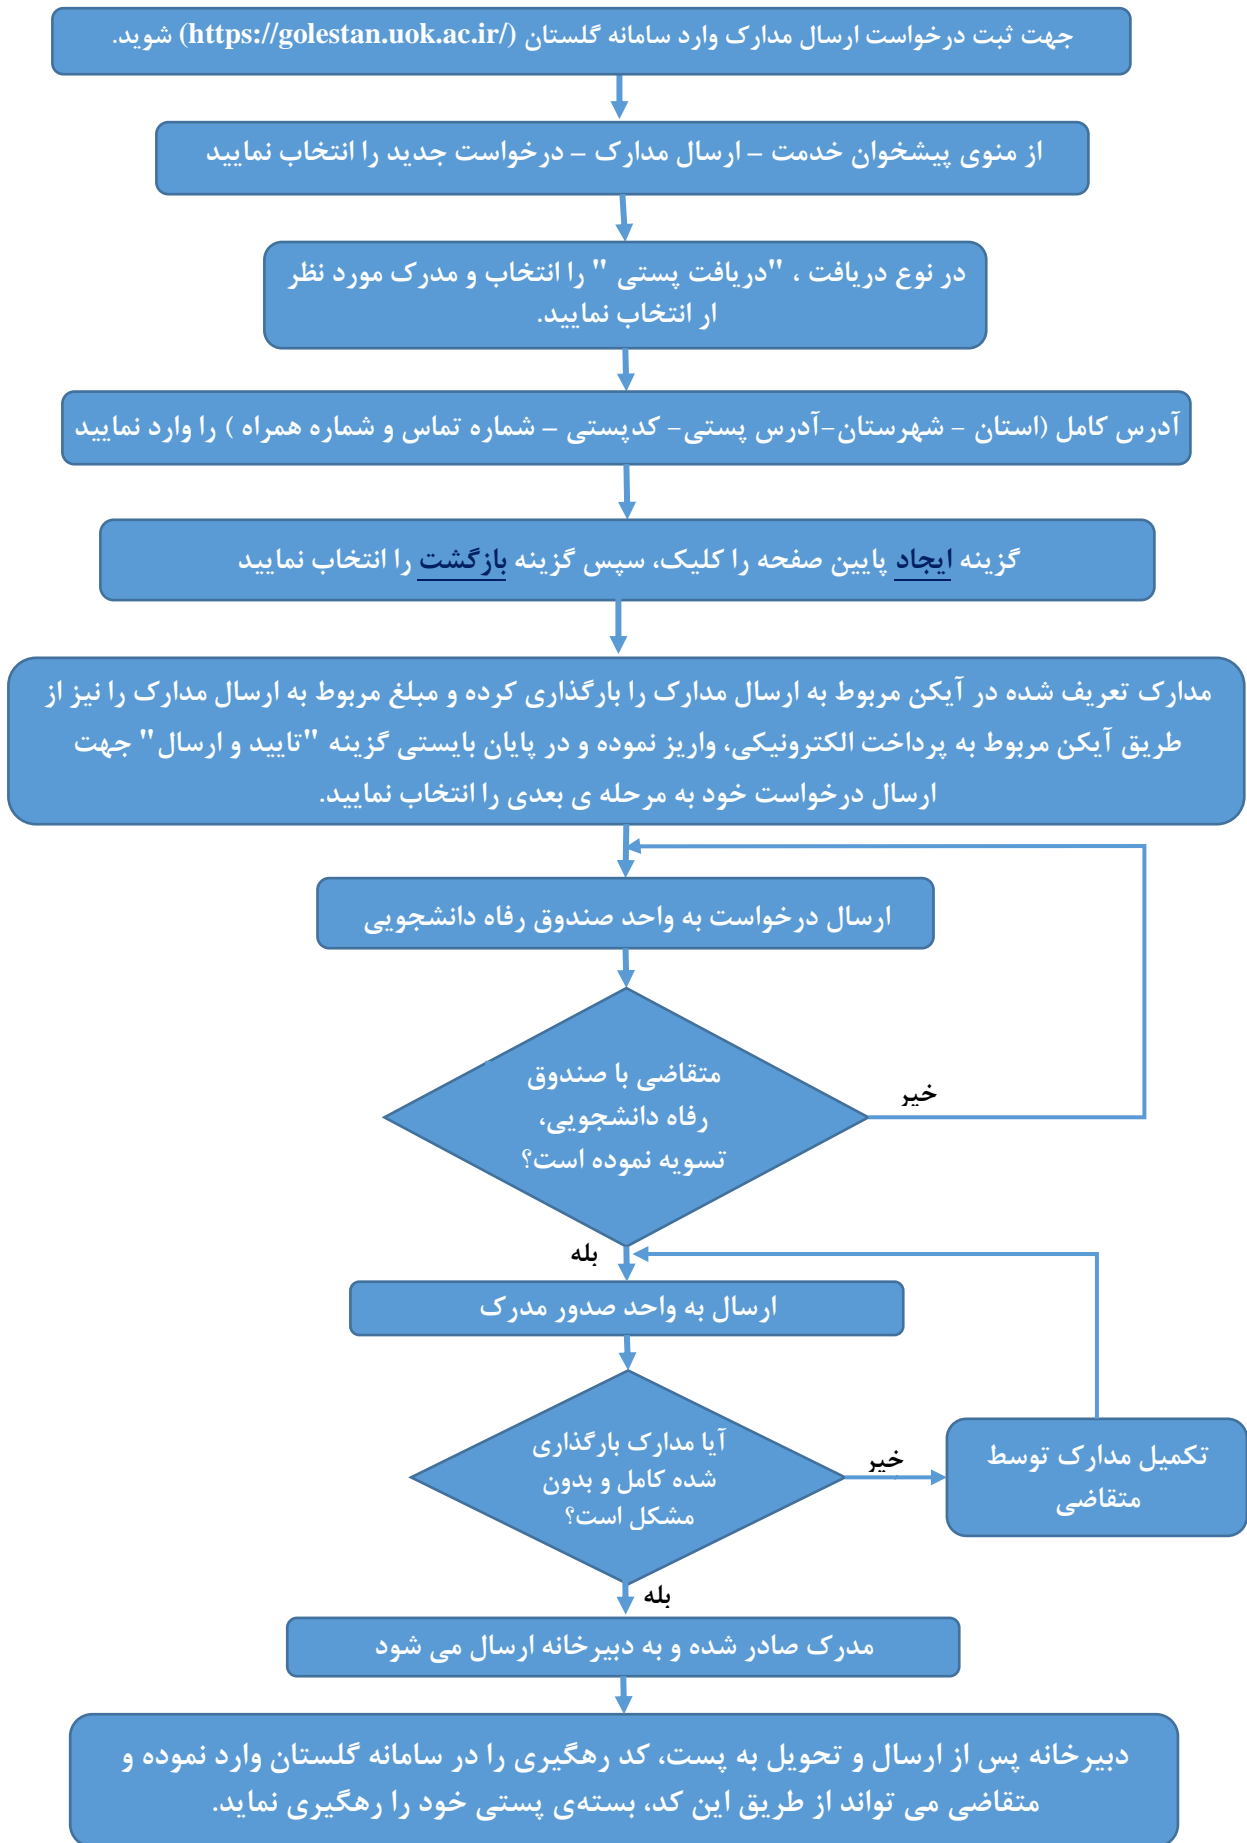 جهت ثبت درخواست ارسال مدارک وارد سامانه گلستان (https://golestan.uok.ac.ir/) شوید.
از منوی پیشخوان خدمت – ارسال مدارک – درخواست جدید را انتخاب نمایید
در نوع دریافت ، "دریافت پستی " را انتخاب و مدرک مورد نظر
ار انتخاب نمایید.
آدرس کامل (استان - شهرستان-آدرس پستی- کدپستی – شماره تماس و شماره همراه ) را وارد نمایید
گزینه ایجاد پایین صفحه را کلیک، سپس گزینه بازگشت را انتخاب نمایید
مدارک تعریف شده در آیکن مربوط به ارسال مدارک را بارگذاری کرده و مبلغ مربوط به ارسال مدارک را نیز از
طریق آیکن مربوط به پرداخت الکترونیکی، واریز نموده و در پایان بایستی گزینه "تایید و ارسال" جهت
ارسال درخواست خود به مرحله ی بعدی را انتخاب نمایید.
ارسال درخواست به واحد صندوق رفاه دانشجویی
متقاضی با صندوق
رفاه دانشجویی،
تسویه نموده است؟
خیر
بله
ارسال به واحد صدور مدرک
آیا مدارک بارگذاری
شده کامل و بدون
مشکل است؟
خیر
تکمیل مدارک توسط
متقاضی
بله
مدرک صادر شده و به دبیرخانه ارسال می شود
دبیرخانه پس از ارسال و تحویل به پست، کد رهگیری را در سامانه گلستان وارد نموده و
متقاضی می تواند از طریق این کد، بسته‌ی پستی خود را رهگیری نماید.